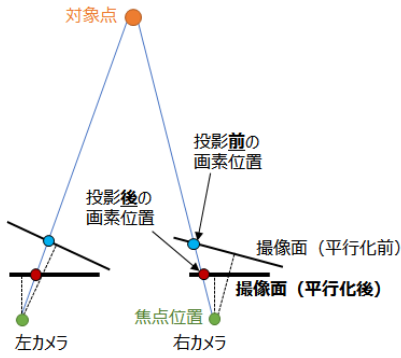 対象点
投影前の
画素位置
投影後の
画素位置
撮像面（平行化前）
撮像面（平行化後）
焦点位置
左カメラ
右カメラ